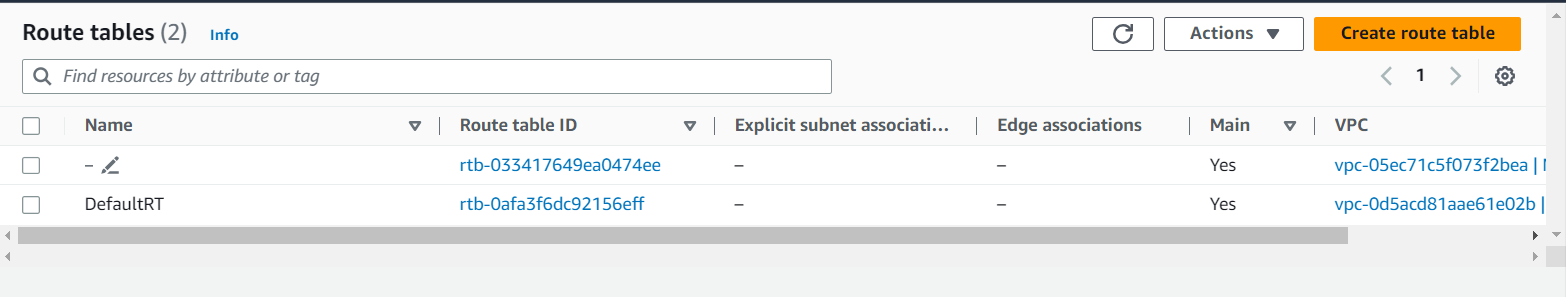 Route tables (2) Info
Actions
Create route table
Find resources by attribute or tag
1
Name Route table ID Explicit subnet associati... Edge associations Main VPC
– rtb-033417649ea0474ee – – Yes vpc-05ec71c5f073f2bea |
DefaultRT rtb-0afa3f6dc92156eff – – Yes vpc-0d5acd81aae61e02b |